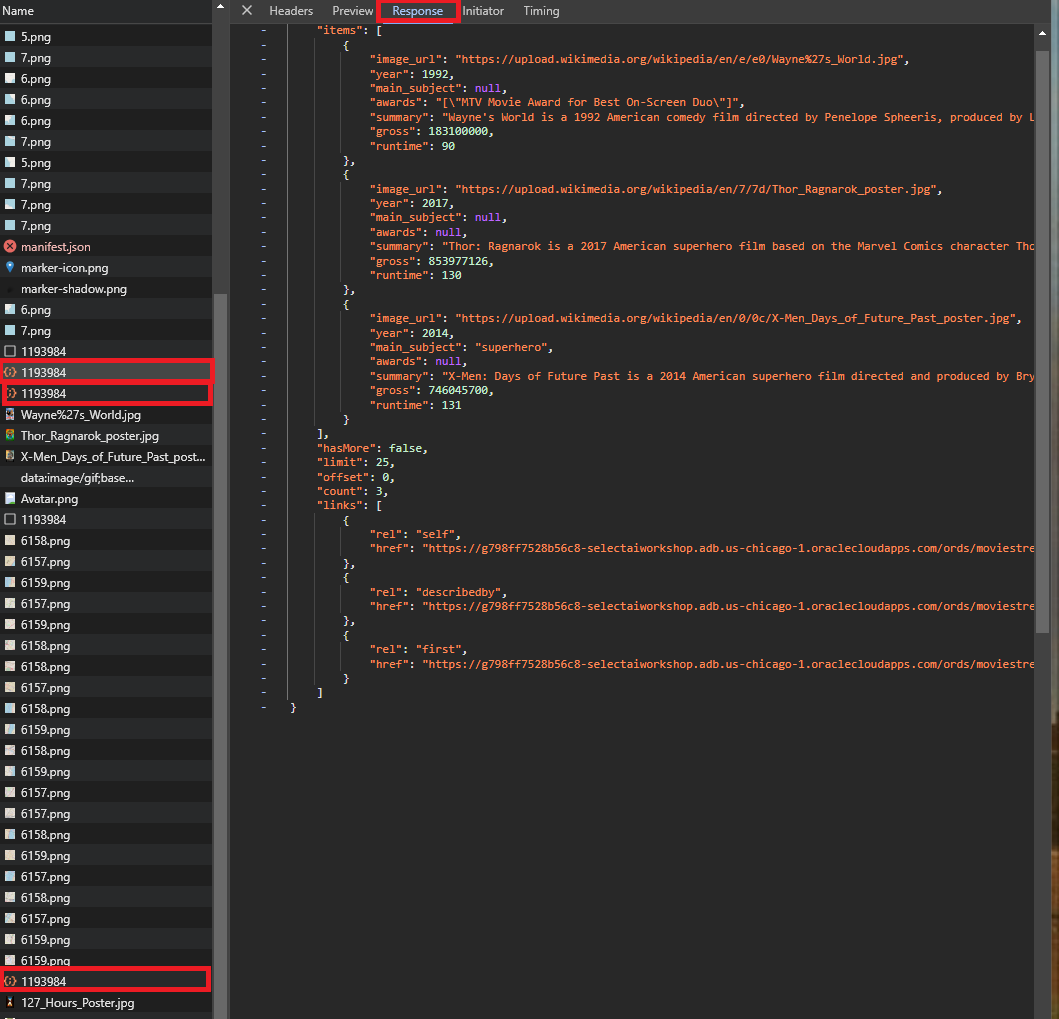 Name
5.png
7.png
6.png
6.png
6.png
7.png
5.png
7.png
7.png
7.png
manifest.json
marker-icon.png
marker-shadow.png
6.png
7.png
1193984
1193984
1193984
Wayne%27s_World.jpg
Thor_Ragnarok_poster.jpg
X-Men_Days_of_Future_Past_post...
data:image/gif;base...
Avatar.png
1193984
6158.png
6157.png
6159.png
6157.png
6159.png
6158.png
6158.png
6157.png
6158.png
6159.png
6158.png
6159.png
6157.png
6157.png
6158.png
6159.png
6157.png
6158.png
6157.png
6159.png
6159.png
1193984
127_Hours_Poster.jpg
Headers Preview Response Initiator Timing
- "items": [
- {
- "image_url": "https://upload.wikimedia.org/wikipedia/en/e/e0/Wayne%27s_World.jpg",
- "year": 1992,
- "main_subject": null,
- "awards": "[\"MTV Movie Award for Best On-Screen Duo\"]",
- "summary": "Wayne's World is a 1992 American comedy film directed by Penelope Spheeris, produced by L
- "gross": 183100000,
- "runtime": 90
- },
- {
- "image_url": "https://upload.wikimedia.org/wikipedia/en/7/7d/Thor_Ragnarok_poster.jpg",
- "year": 2017,
- "main_subject": null,
- "awards": null,
- "summary": "Thor: Ragnarok is a 2017 American superhero film based on the Marvel Comics character Tho
- "gross": 853977126,
- "runtime": 130
- },
- {
- "image_url": "https://upload.wikimedia.org/wikipedia/en/0/0c/X-Men_Days_of_Future_Past_poster.jpg",
- "year": 2014,
- "main_subject": "superhero",
- "awards": null,
- "summary": "X-Men: Days of Future Past is a 2014 American superhero film directed and produced by Bry
- "gross": 746045700,
- "runtime": 131
- }
- ],
- "hasMore": false,
- "limit": 25,
- "offset": 0,
- "count": 3,
- "links": [
- {
- "rel": "self",
- "href": "https://g798ff7528b56c8-selectaiworkshop.adb.us-chicago-1.oraclecloudapps.com/ords/moviestre
- },
- {
- "rel": "describedby",
- "href": "https://g798ff7528b56c8-selectaiworkshop.adb.us-chicago-1.oraclecloudapps.com/ords/moviestre
- },
- {
- "rel": "first",
- "href": "https://g798ff7528b56c8-selectaiworkshop.adb.us-chicago-1.oraclecloudapps.com/ords/moviestre
- }
- ]
- }